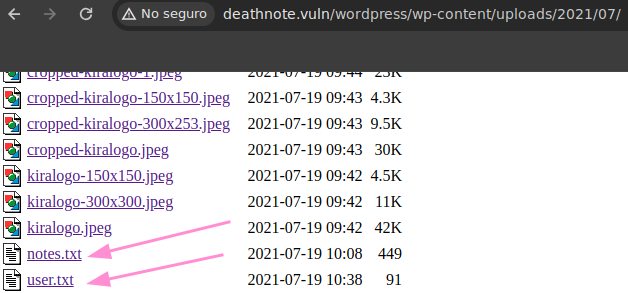 No seguro deathnote.vuln/wordpress/wp-content/uploads/2021/07/
cropped-kiralogo-1.jpeg 2021-07-19 09:44 23K
cropped-kiralogo-150x150.jpeg 2021-07-19 09:43 4.3K
cropped-kiralogo-300x253.jpeg 2021-07-19 09:43 9.5K
cropped-kiralogo.jpeg 2021-07-19 09:43 30K
kiralogo-150x150.jpeg 2021-07-19 09:42 4.5K
kiralogo-300x300.jpeg 2021-07-19 09:42 11K
kiralogo.jpeg 2021-07-19 09:42 42K
notes.txt 2021-07-19 10:08 449
user.txt 2021-07-19 10:38 91